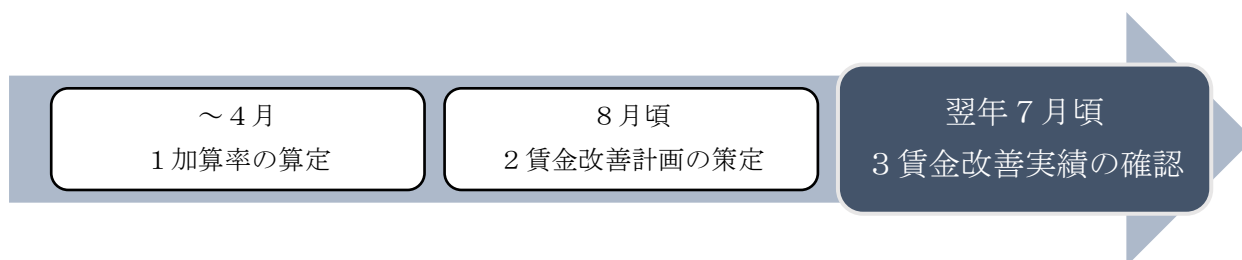 ～４月
１加算率の算定
８月頃
２賃金改善計画の策定
翌年７月頃
３賃金改善実績の確認